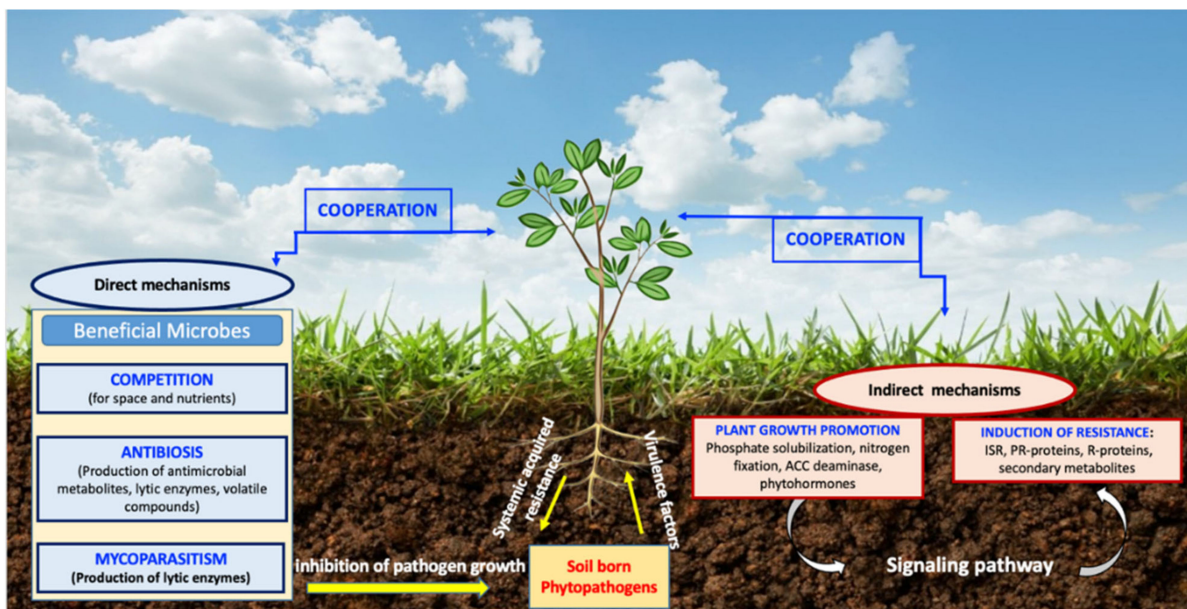 COOPERATION
COOPERATION
Direct mechanisms
Beneficial Microbes
COMPETITION
(for space and nutrients)
ANTIBIOSIS
(Production of antimicrobial
metabolites, lytic enzymes, volatile
compounds)
MYCOPARASITISM
(Production of lytic enzymes)
inhibition of pathogen growth
Systemic acquired
resistance
Virulence factors
Soil born
Phytopathogens
Indirect mechanisms
PLANT GROWTH PROMOTION
Phosphate solubilization, nitrogen
fixation, ACC deaminase,
phytohormones
INDUCTION OF RESISTANCE:
ISR, PR-proteins, R-proteins,
secondary metabolites
Signaling pathway